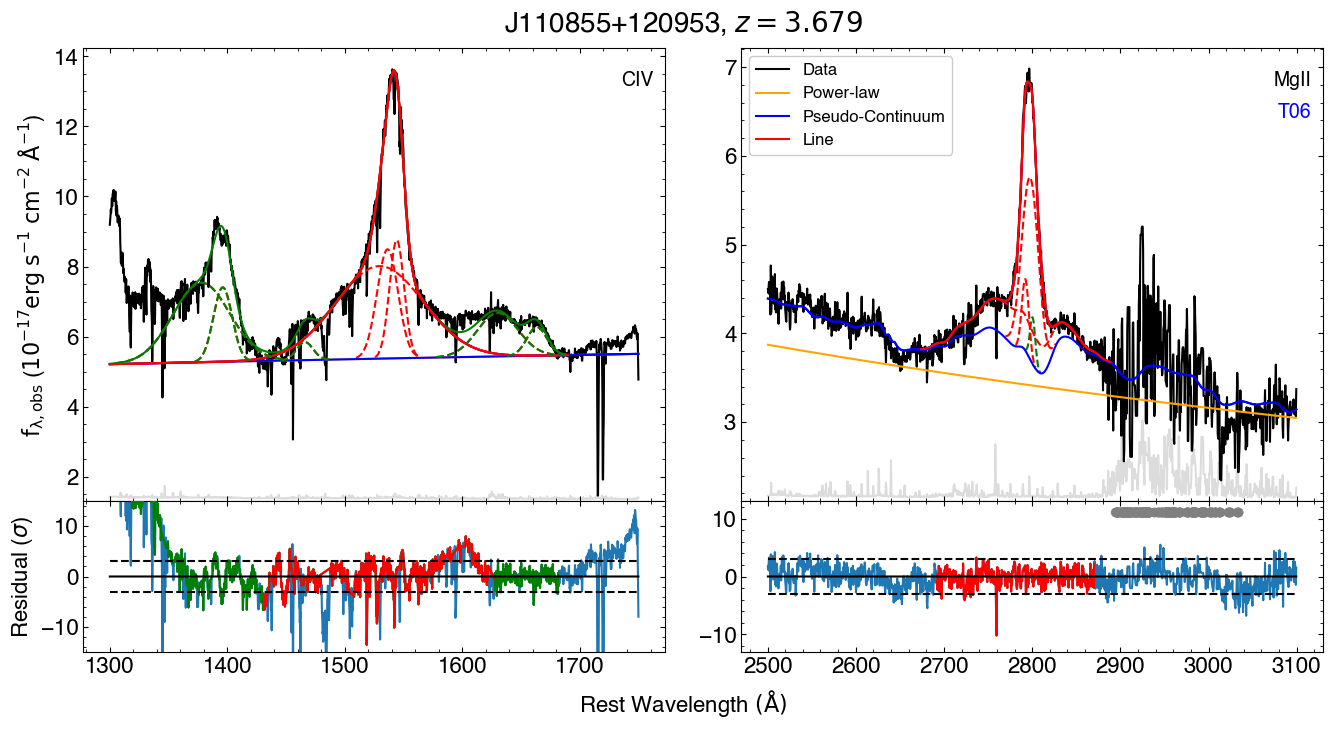 J110855+120953, z = 3.679
CIV
14
12
10
8
6
4
2
f_λ,obs (10⁻¹⁷erg s⁻¹ cm⁻² Å⁻¹)
Data
Power-law
Pseudo-Continuum
Line
MgII
T06
7
6
5
4
3
Residual (σ)
10
0
−10
10
0
−10
1300 1400 1500 1600 1700
2500 2600 2700 2800 2900 3000 3100
Rest Wavelength (Å)